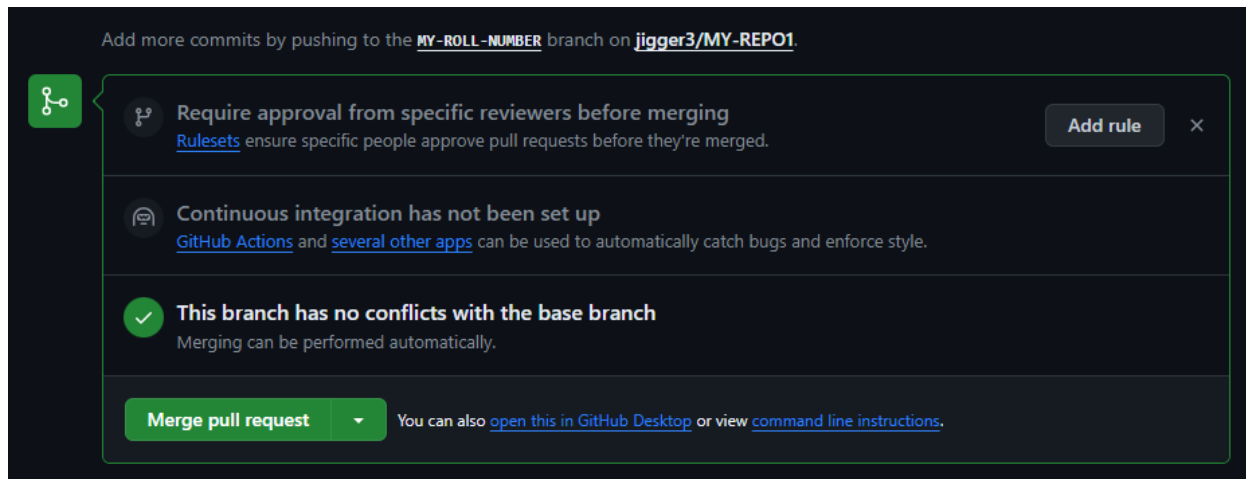 Add more commits by pushing to the MY-ROLL-NUMBER branch on jigger3/MY-REPO1.
Require approval from specific reviewers before merging
Rulesets ensure specific people approve pull requests before they're merged.
Add rule
Continuous integration has not been set up
GitHub Actions and several other apps can be used to automatically catch bugs and enforce style.
This branch has no conflicts with the base branch
Merging can be performed automatically.
Merge pull request
You can also open this in GitHub Desktop or view command line instructions.